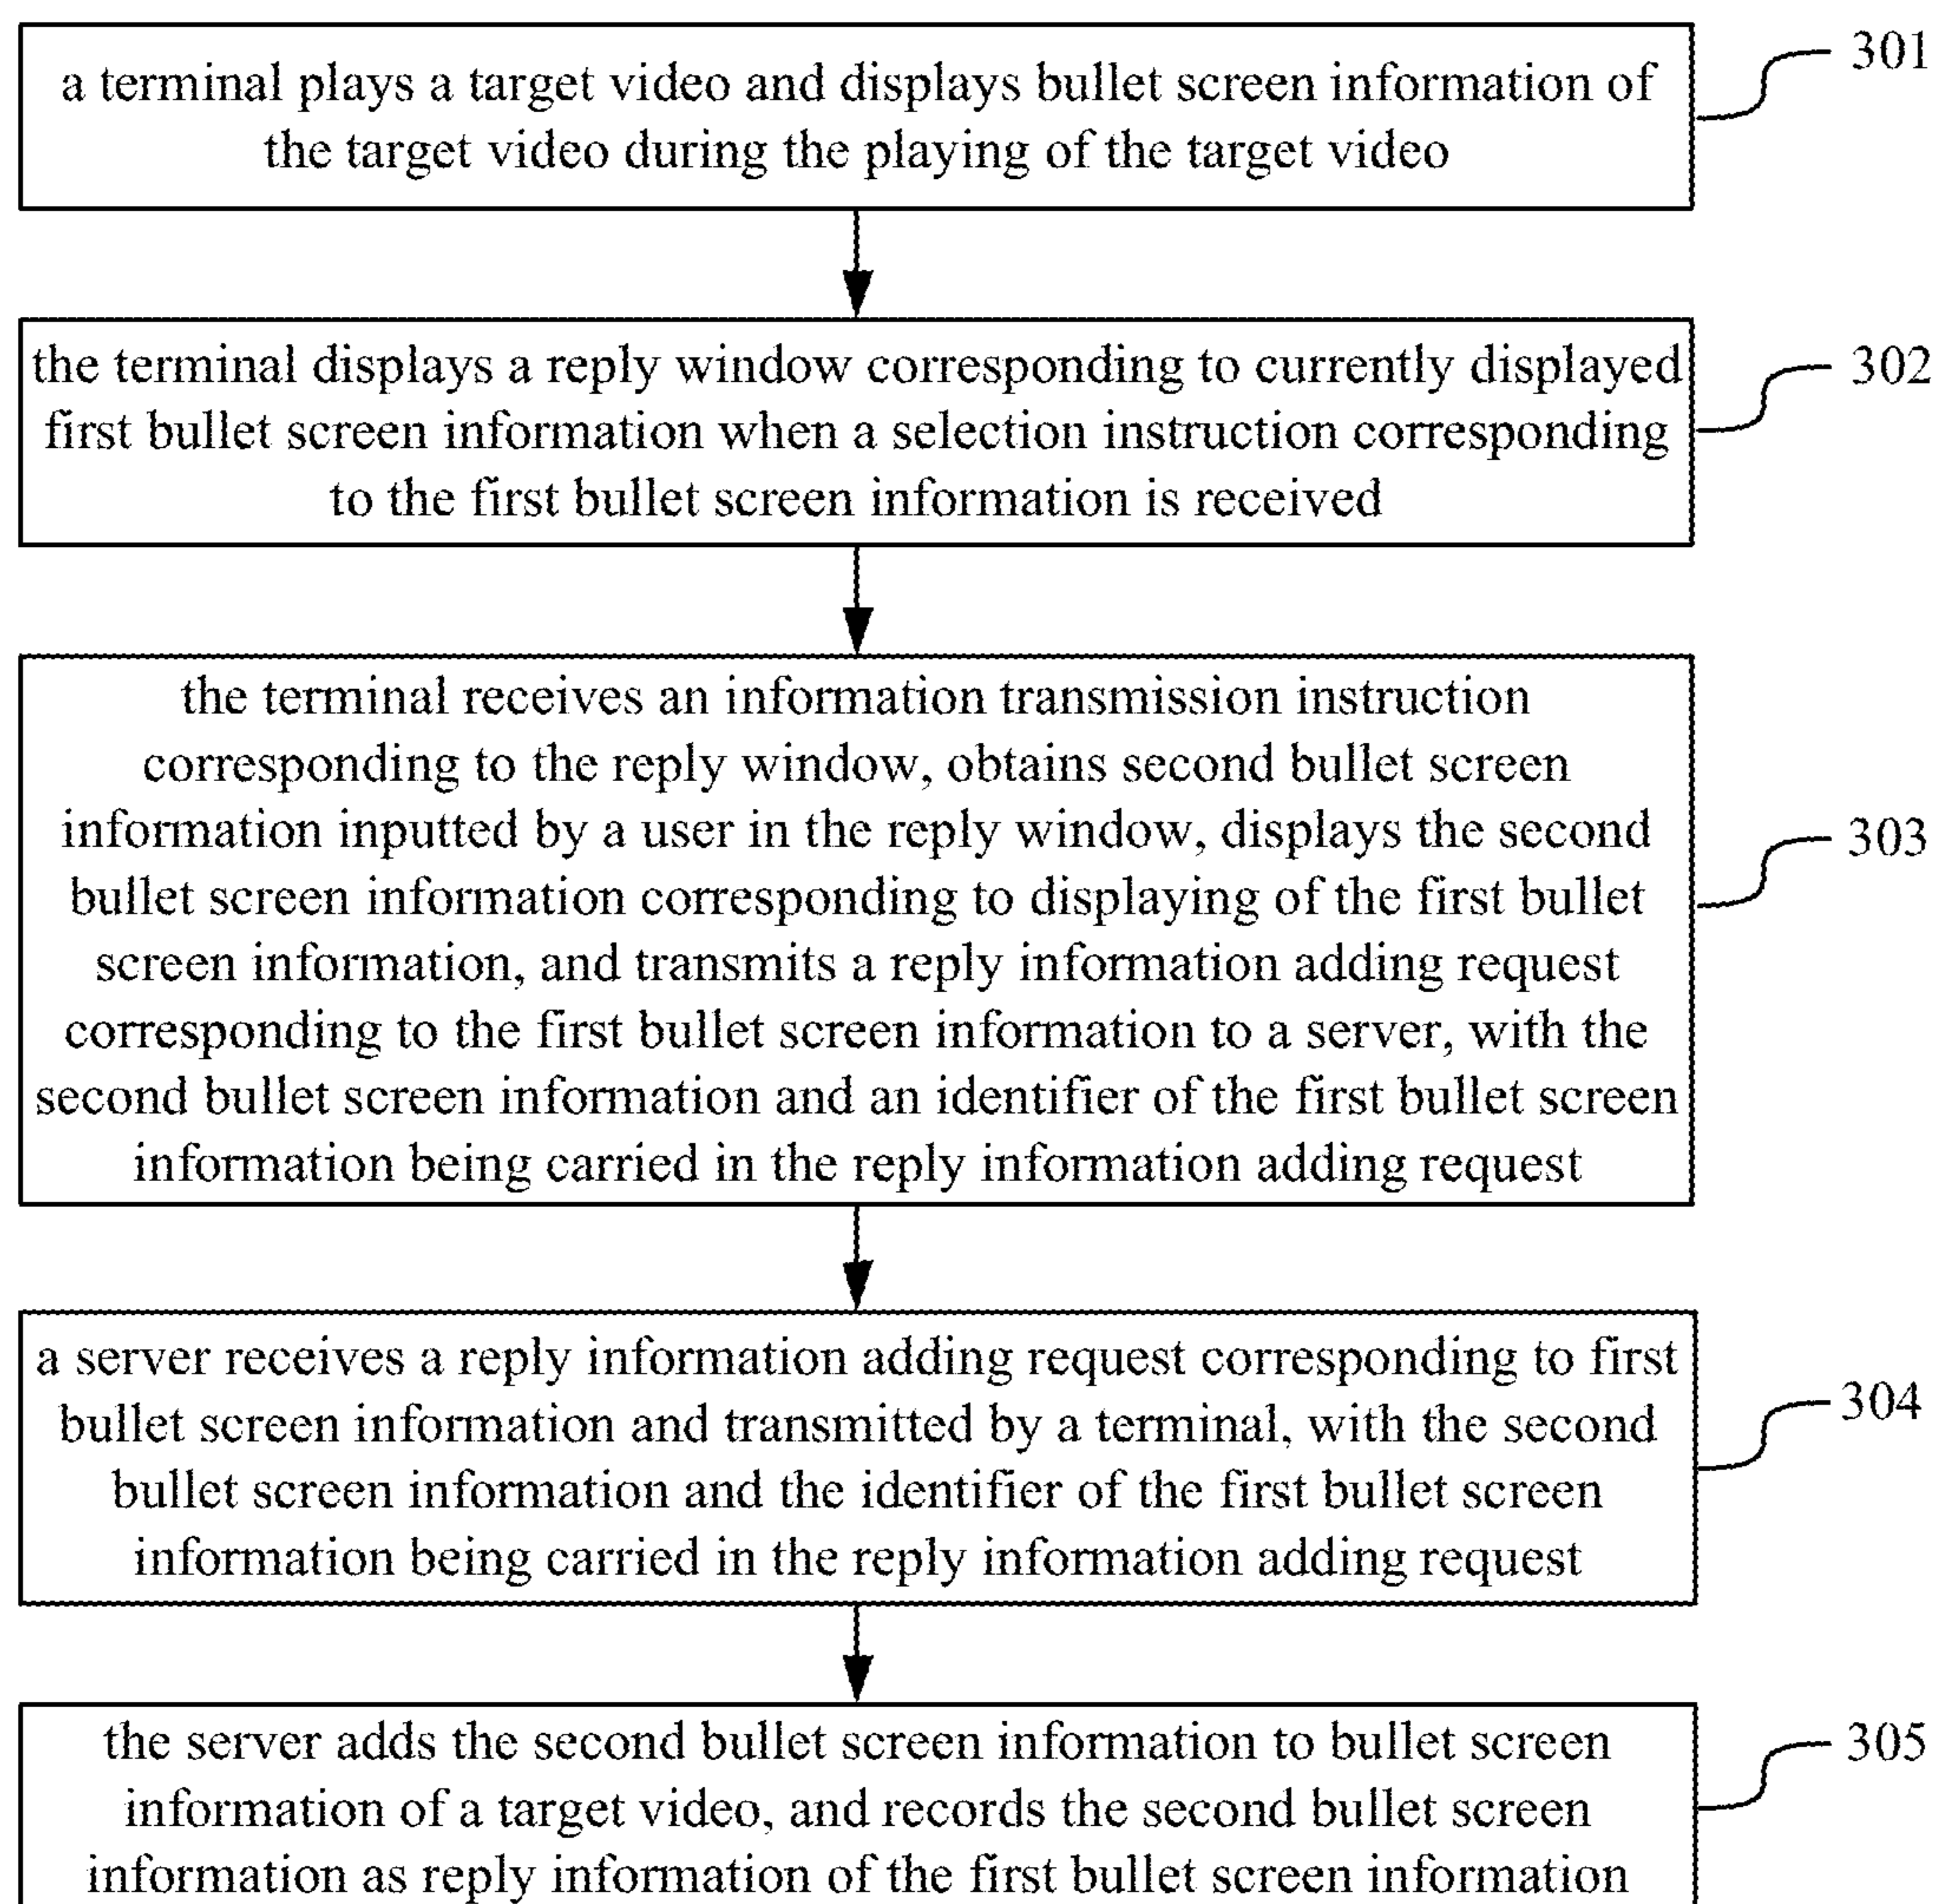 a terminal plays a target video and displays bullet screen information of
the target video during the playing of the target video
301
the terminal displays a reply window corresponding to currently displayed
first bullet screen information when a selection instruction corresponding
to the first bullet screen information is received
302
the terminal receives an information transmission instruction
corresponding to the reply window, obtains second bullet screen
information inputted by a user in the reply window, displays the second
bullet screen information corresponding to displaying of the first bullet
screen information, and transmits a reply information adding request
corresponding to the first bullet screen information to a server, with the
second bullet screen information and an identifier of the first bullet screen
information being carried in the reply information adding request
303
a server receives a reply information adding request corresponding to first
bullet screen information and transmitted by a terminal, with the second
bullet screen information and the identifier of the first bullet screen
information being carried in the reply information adding request
304
the server adds the second bullet screen information to bullet screen
information of a target video, and records the second bullet screen
information as reply information of the first bullet screen information
305